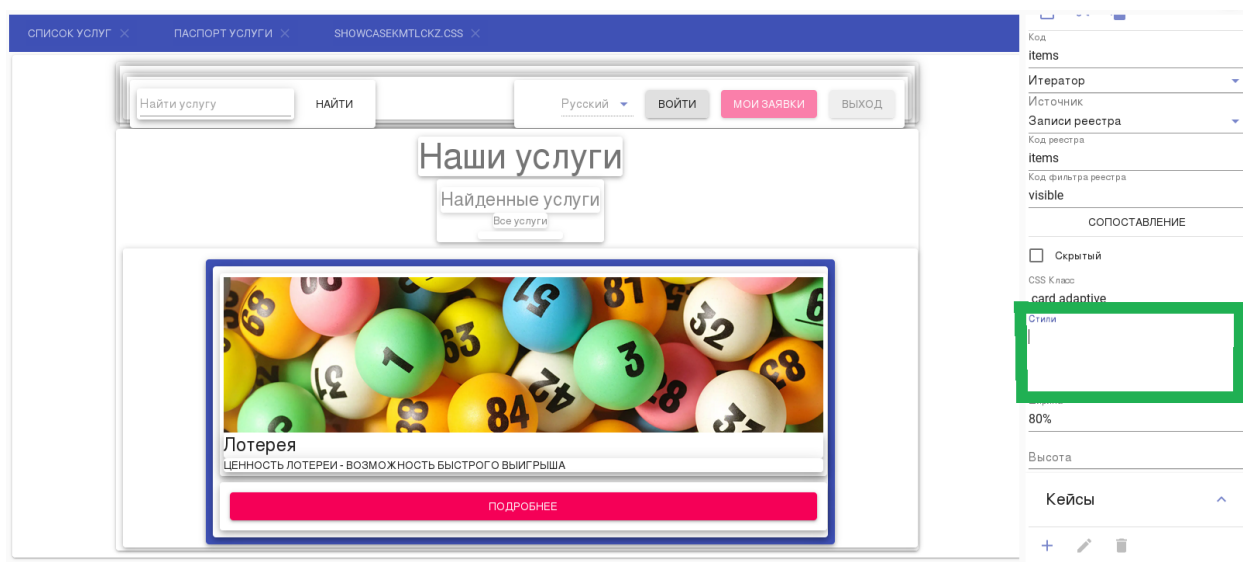 СПИСОК УСЛУГ
ПАСПОРТ УСЛУГИ
SHOWCASEKMTLCKZ.CSS
Найти услугу
НАЙТИ
Русский
ВОЙТИ
МОИ ЗАЯВКИ
ВЫХОД
Наши услуги
Найденные услуги
Все услуги
Лотерея
ЦЕННОСТЬ ЛОТЕРЕИ - ВОЗМОЖНОСТЬ БЫСТРОГО ВЫИГРЫША
ПОДРОБНЕЕ
Код
items
Итератор
Источник
Записи реестра
Код реестра
items
Код фильтра реестра
visible
СОПОСТАВЛЕНИЕ
Скрытый
CSS Класс
card adaptive
Стили
80%
Высота
Кейсы